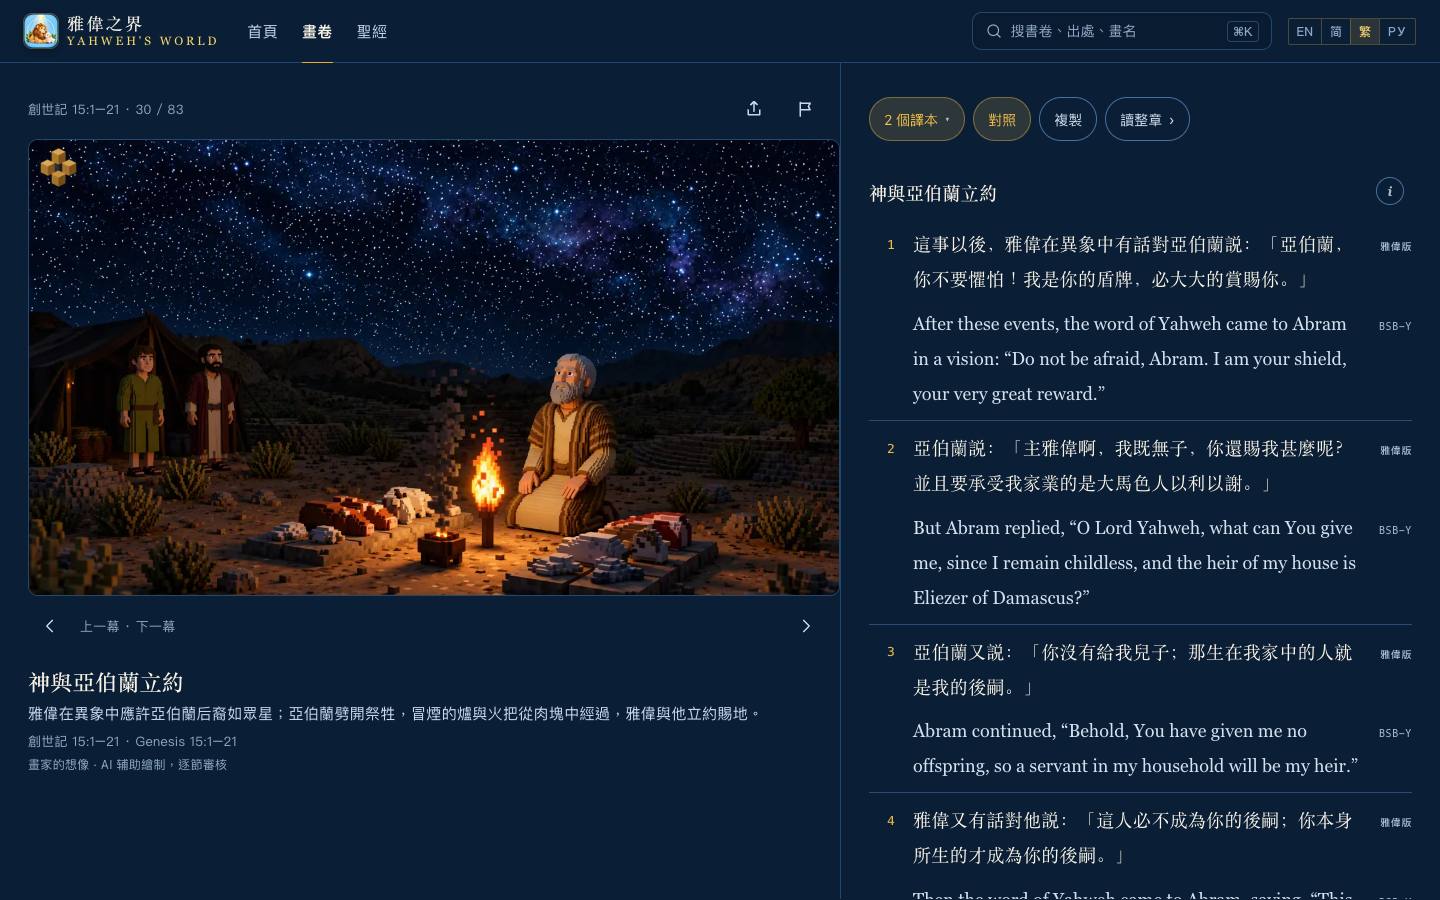 雅偉之界
YAHWEH'S WORLD
首頁
畫卷
聖經
搜書卷、出處、畫名
⌘K
EN
简
繁
РУ
創世記 15:1–21 · 30 / 83
上一幕 · 下一幕
神與亞伯蘭立約
雅偉在異象中應許亞伯蘭后裔如眾星；亞伯蘭劈開祭牲，冒煙的爐與火把從肉塊中經過，雅偉與他立約賜地。
創世記 15:1–21 · Genesis 15:1–21
畫家的想像 · AI 辅助繪制，逐節審核
2 個譯本
對照
複製
讀整章 ›
神與亞伯蘭立約
i
1
這事以後，雅偉在異象中有話對亞伯蘭説：「亞伯蘭，
你不要懼怕！我是你的盾牌，必大大的賞賜你。」
雅偉版
After these events, the word of Yahweh came to Abram
in a vision: “Do not be afraid, Abram. I am your shield,
your very great reward.”
BSB-Y
2
亞伯蘭説：「主雅偉啊，我既無子，你還賜我甚麼呢？
並且要承受我家業的是大馬色人以利以謝。」
雅偉版
But Abram replied, “O Lord Yahweh, what can You give
me, since I remain childless, and the heir of my house is
Eliezer of Damascus?”
BSB-Y
3
亞伯蘭又説：「你沒有給我兒子；那生在我家中的人就
是我的後嗣。」
雅偉版
Abram continued, “Behold, You have given me no
offspring, so a servant in my household will be my heir.”
BSB-Y
4
雅偉又有話對他説：「這人必不成為你的後嗣；你本身
所生的才成為你的後嗣。」
雅偉版
Then the word of Yahweh came to Abram, saying, “This